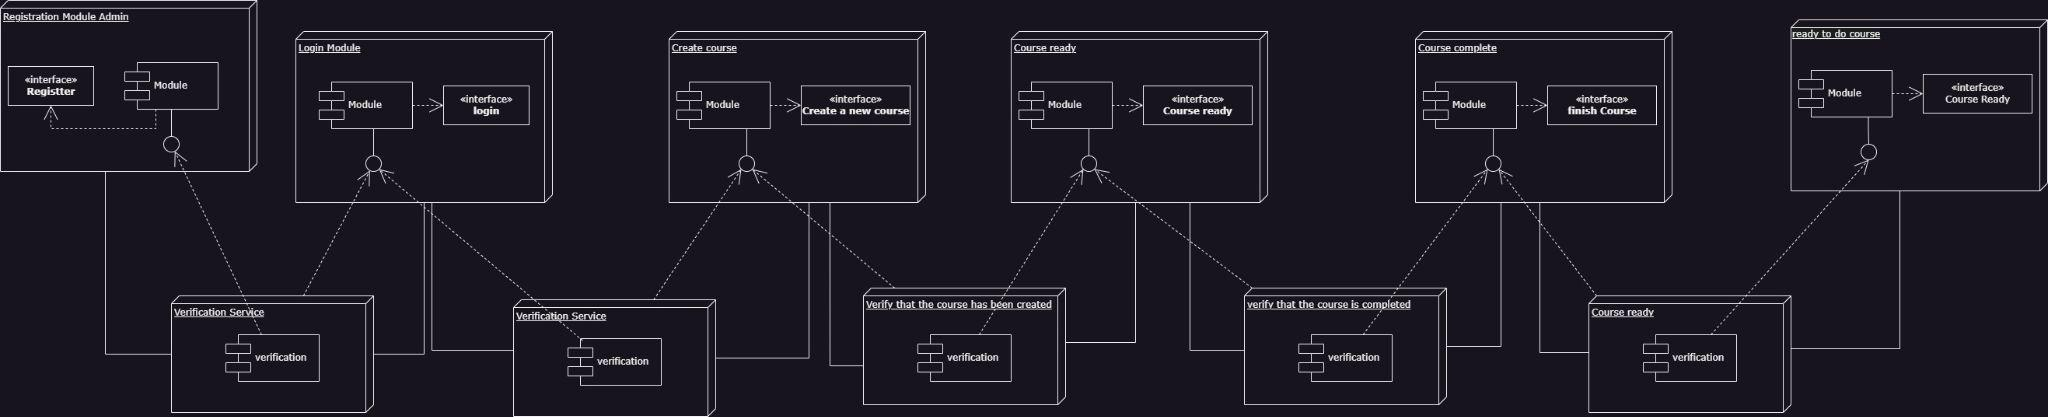 Registration Module Admin
«interface»
Registter
Module
Login Module
Module
«interface»
login
Create course
Module
«interface»
Create a new course
Course ready
Module
«interface»
Course ready
Course complete
Module
«interface»
finish Course
ready to do course
Module
«interface»
Course Ready
Verification Service
verification
Verification Service
verification
Verify that the course has been created
verification
verify that the course is completed
verification
Course ready
verification